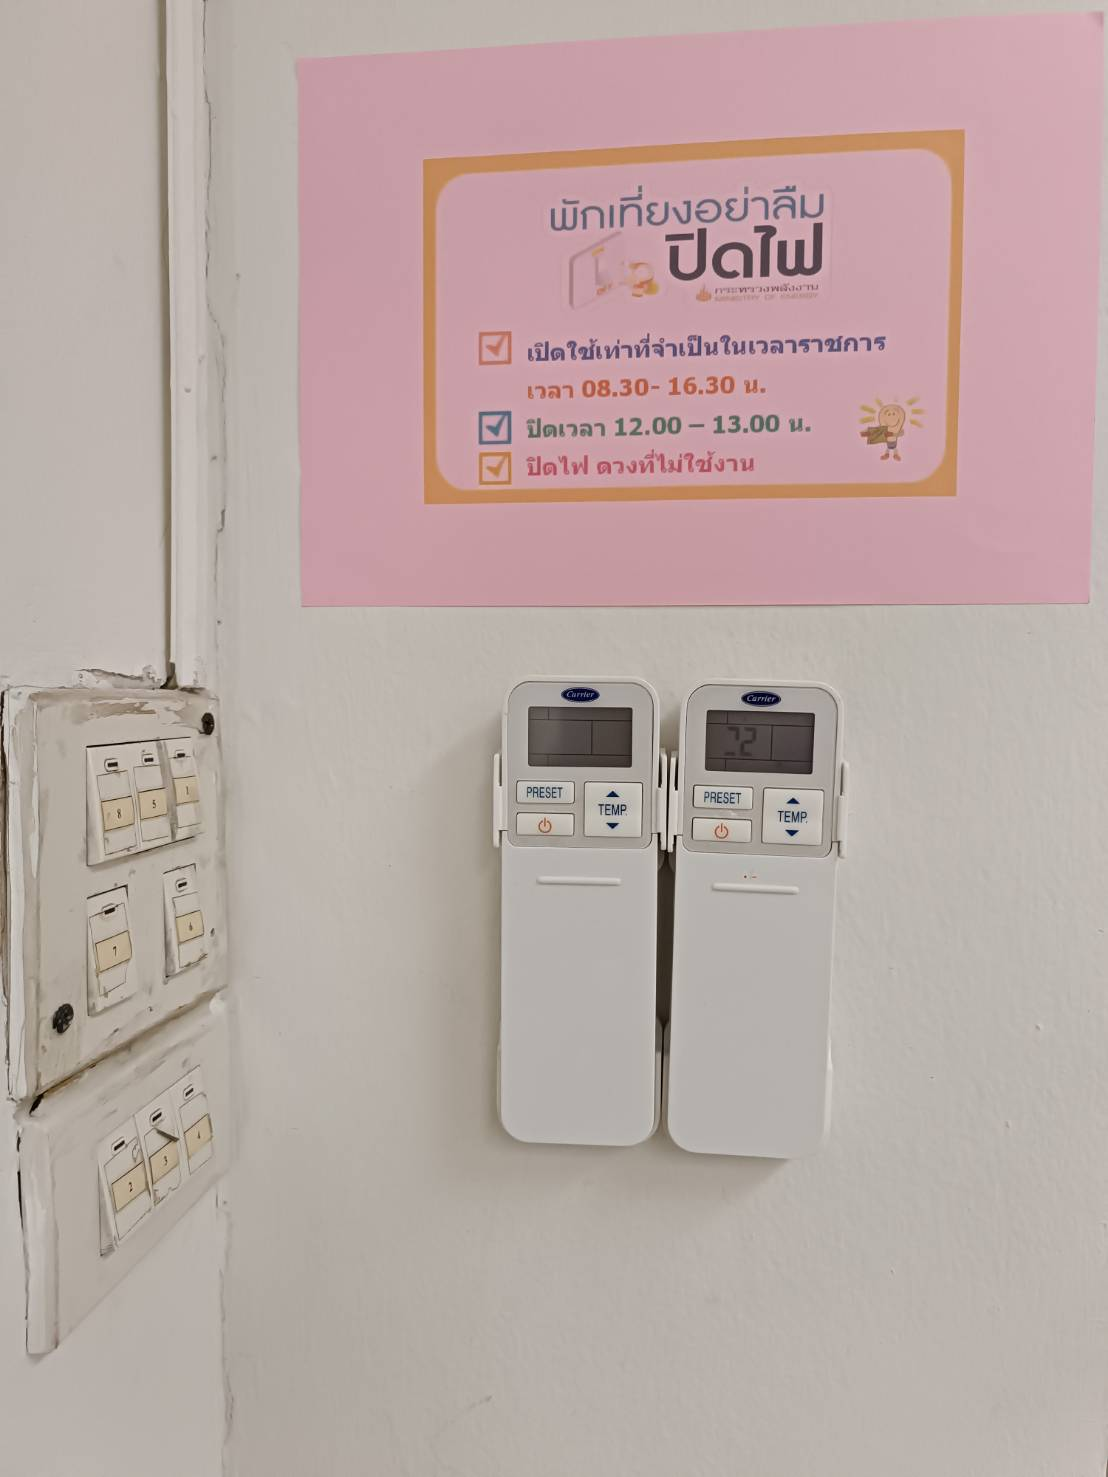 พักเที่ยงอย่าลืม
ปิดไฟ
กระทรวงพลังงาน
MINISTRY OF ENERGY
เปิดใช้เท่าที่จำเป็นในเวลาราชการ
เวลา 08.30- 16.30 น.
ปิดเวลา 12.00 – 13.00 น.
ปิดไฟ ดวงที่ไม่ใช้งาน
Carrier
PRESET
TEMP.
Carrier
22
PRESET
TEMP.
8 5 1
7 6
2 3 4